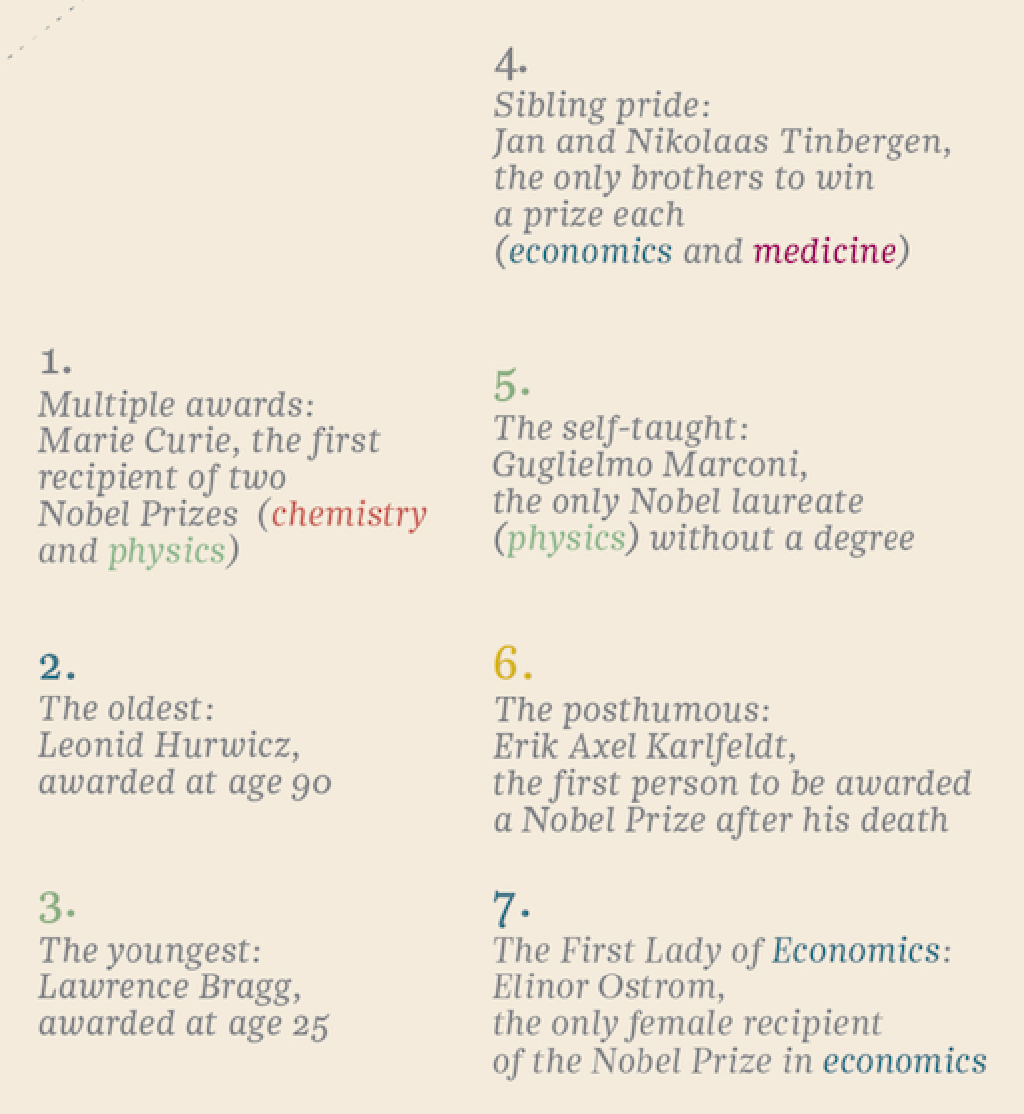 1.
Multiple awards:
Marie Curie, the first
recipient of two
Nobel Prizes (chemistry
and physics)
2.
The oldest:
Leonid Hurwicz,
awarded at age 90
3.
The youngest:
Lawrence Bragg,
awarded at age 25
4.
Sibling pride:
Jan and Nikolaas Tinbergen,
the only brothers to win
a prize each
(economics and medicine)
5.
The self-taught:
Guglielmo Marconi,
the only Nobel laureate
(physics) without a degree
6.
The posthumous:
Erik Axel Karlfeldt,
the first person to be awarded
a Nobel Prize after his death
7.
The First Lady of Economics:
Elinor Ostrom,
the only female recipient
of the Nobel Prize in economics